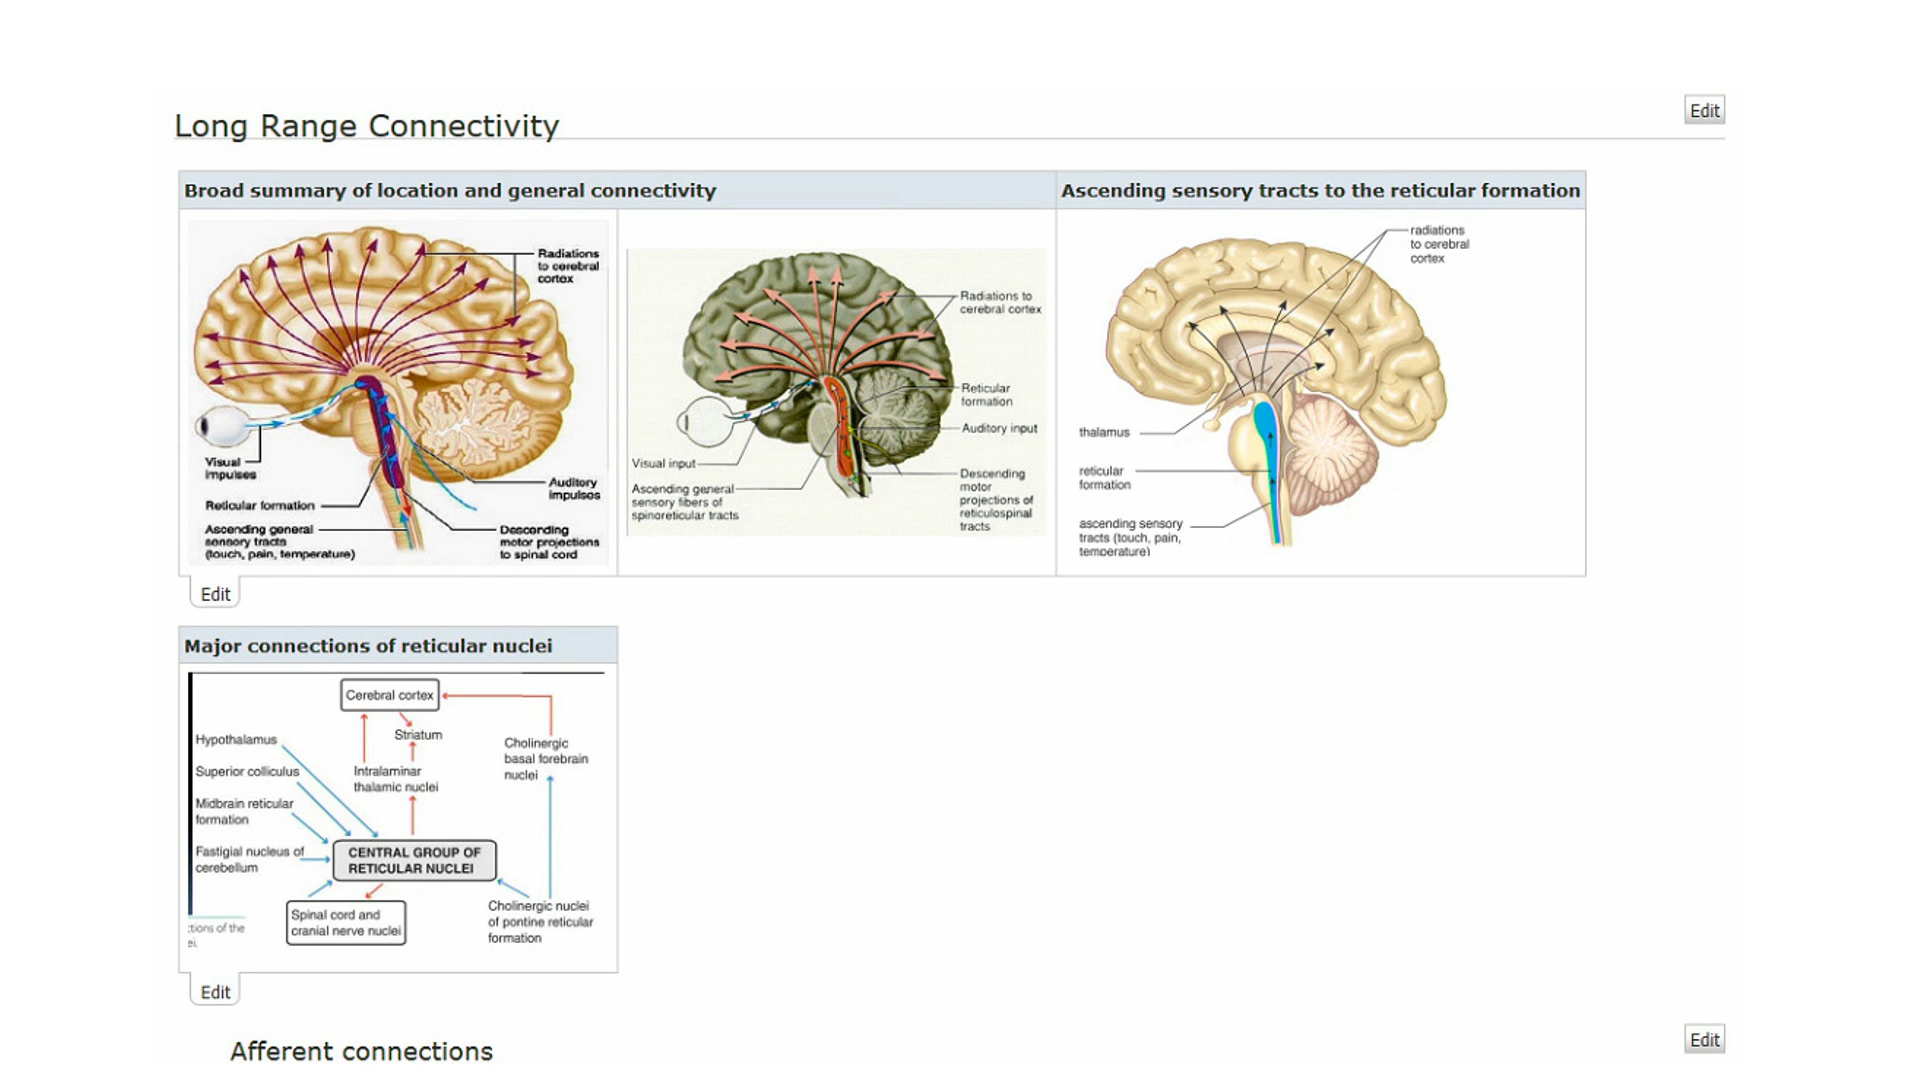 Long Range Connectivity
Edit
Broad summary of location and general connectivity
Ascending sensory tracts to the reticular formation
Radiations
to cerebral
cortex
Visual
impulses
Reticular formation
Ascending general
sensory tracts
(touch, pain, temperature)
Auditory
impulses
Descending
motor projections
to spinal cord
Radiations to
cerebral cortex
Reticular
formation
Auditory input
Visual input
Ascending general
sensory fibers of
spinoreticular tracts
Descending
motor
projections of
reticulospinal
tracts
radiations
to cerebral
cortex
thalamus
reticular
formation
ascending sensory
tracts (touch, pain,
temperature)
Edit
Major connections of reticular nuclei
Cerebral cortex
Striatum
Hypothalamus
Superior colliculus
Midbrain reticular
formation
Fastigial nucleus of
cerebellum
Intralaminar
thalamic nuclei
Cholinergic
basal forebrain
nuclei
CENTRAL GROUP OF
RETICULAR NUCLEI
Spinal cord and
cranial nerve nuclei
Cholinergic nuclei
of pontine reticular
formation
tions of the
ei.
Edit
Afferent connections
Edit